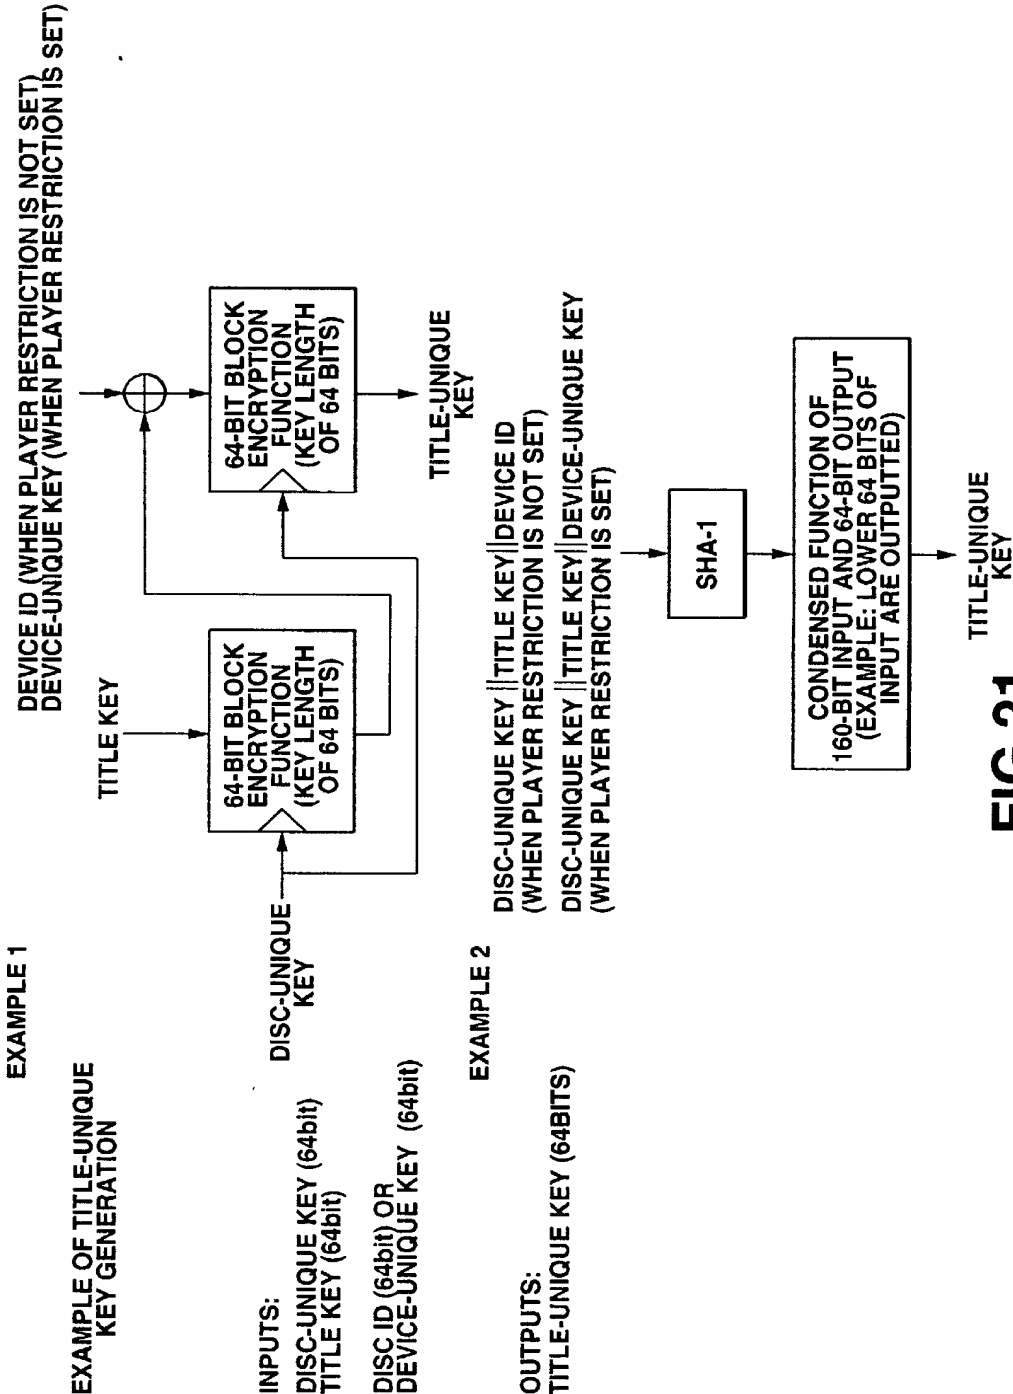 EXAMPLE OF TITLE-UNIQUE
KEY GENERATION
INPUTS:
DISC-UNIQUE KEY (64bit)
TITLE KEY (64bit)
DISC ID (64bit) OR
DEVICE-UNIQUE KEY (64bit)
OUTPUTS:
TITLE-UNIQUE KEY (64BITS)
EXAMPLE 1
DISC-UNIQUE
KEY
TITLE KEY
64-BIT BLOCK
ENCRYPTION
FUNCTION
(KEY LENGTH
OF 64 BITS)
DEVICE ID (WHEN PLAYER RESTRICTION IS NOT SET)
DEVICE-UNIQUE KEY (WHEN PLAYER RESTRICTION IS SET)
64-BIT BLOCK
ENCRYPTION
FUNCTION
(KEY LENGTH
OF 64 BITS)
TITLE-UNIQUE
KEY
EXAMPLE 2
DISC-UNIQUE KEY ||TITLE KEY||DEVICE ID
(WHEN PLAYER RESTRICTION IS NOT SET)
DISC-UNIQUE KEY ||TITLE KEY||DEVICE-UNIQUE KEY
(WHEN PLAYER RESTRICTION IS SET)
SHA-1
CONDENSED FUNCTION OF
160-BIT INPUT AND 64-BIT OUTPUT
(EXAMPLE: LOWER 64 BITS OF
INPUT ARE OUTPUTTED)
TITLE-UNIQUE
KEY
FIG.21